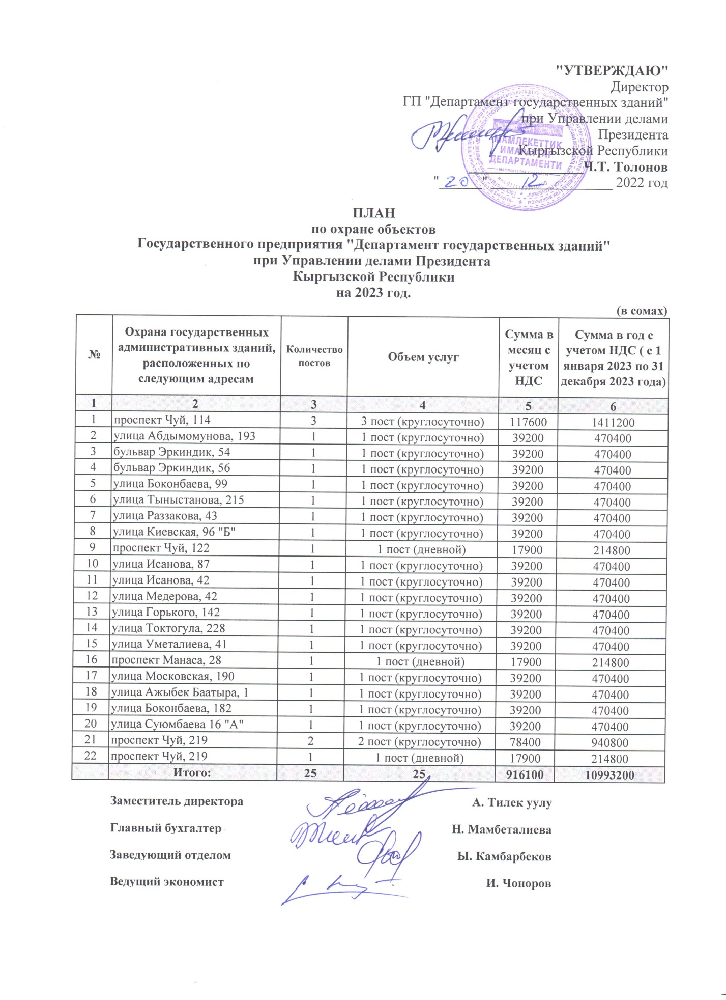 "УТВЕРЖДАЮ"
Директор
ГП "Департамент государственных зданий"
при Управлении делами
Президента
Кыргызской Республики
Ч.Т. Толонов
"20" 12 2022 год
МАМЛЕКЕТТИК
ИМАРАТТАР
ДЕПАРТАМЕНТИ
ПЛАН
по охране объектов
Государственного предприятия "Департамент государственных зданий"
при Управлении делами Президента
Кыргызской Республики
на 2023 год.
(в сомах)
№ Охрана государственных административных зданий, расположенных по следующим адресам Количество постов Объем услуг Сумма в месяц с учетом НДС Сумма в год с учетом НДС ( с 1 января 2023 по 31 декабря 2023 года)
1 2 3 4 5 6
1 проспект Чуй, 114 3 3 пост (круглосуточно) 117600 1411200
2 улица Абдымомунова, 193 1 1 пост (круглосуточно) 39200 470400
3 бульвар Эркиндик, 54 1 1 пост (круглосуточно) 39200 470400
4 бульвар Эркиндик, 56 1 1 пост (круглосуточно) 39200 470400
5 улица Боконбаева, 99 1 1 пост (круглосуточно) 39200 470400
6 улица Тыныстанова, 215 1 1 пост (круглосуточно) 39200 470400
7 улица Раззакова, 43 1 1 пост (круглосуточно) 39200 470400
8 улица Киевская, 96 "Б" 1 1 пост (круглосуточно) 39200 470400
9 проспект Чуй, 122 1 1 пост (дневной) 17900 214800
10 улица Исанова, 87 1 1 пост (круглосуточно) 39200 470400
11 улица Исанова, 42 1 1 пост (круглосуточно) 39200 470400
12 улица Медерова, 42 1 1 пост (круглосуточно) 39200 470400
13 улица Горького, 142 1 1 пост (круглосуточно) 39200 470400
14 улица Токтогула, 228 1 1 пост (круглосуточно) 39200 470400
15 улица Уметалиева, 41 1 1 пост (круглосуточно) 39200 470400
16 проспект Манаса, 28 1 1 пост (дневной) 17900 214800
17 улица Московская, 190 1 1 пост (круглосуточно) 39200 470400
18 улица Ажыбек Баатыра, 1 1 1 пост (круглосуточно) 39200 470400
19 улица Боконбаева, 182 1 1 пост (круглосуточно) 39200 470400
20 улица Суюмбаева 16 "А" 1 1 пост (круглосуточно) 39200 470400
21 проспект Чуй, 219 2 2 пост (круглосуточно) 78400 940800
22 проспект Чуй, 219 1 1 пост (дневной) 17900 214800
Итого: 25 25 916100 10993200
Заместитель директора А. Тилек уулу
Главный бухгалтер Н. Мамбеталиева
Заведующий отделом Ы. Камбарбеков
Ведущий экономист И. Чоноров